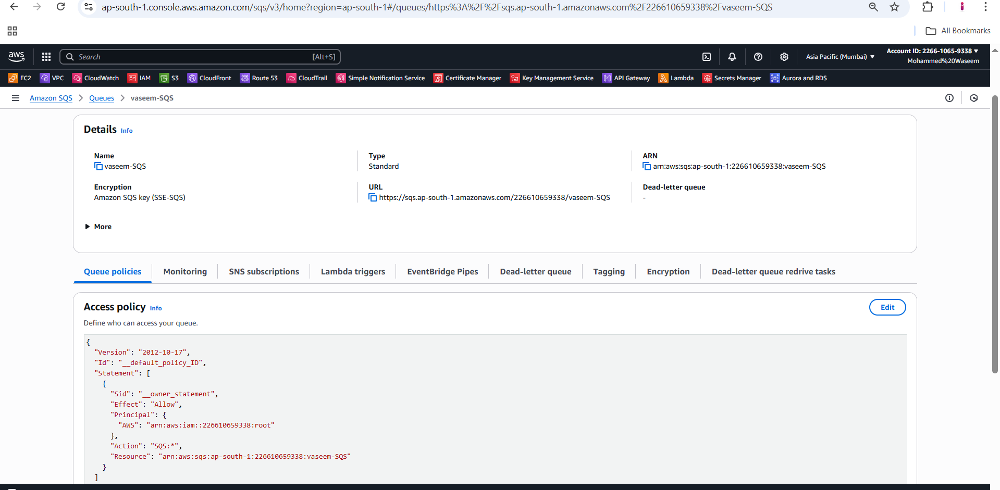 ap-south-1.console.aws.amazon.com/sqs/v3/home?region=ap-south-1#/queues/https%3A%2F%2Fsqs.ap-south-1.amazonaws.com%2F226610659338%2Fvaseem-SQS
All Bookmarks
aws Search [Alt+S] Asia Pacific (Mumbai) Account ID: 2266-1065-9338
Mohammed%20Waseem
EC2 VPC CloudWatch IAM S3 CloudFront Route 53 CloudTrail Simple Notification Service Certificate Manager Key Management Service API Gateway Lambda Secrets Manager Aurora and RDS
Amazon SQS > Queues > vaseem-SQS
Details Info
Name Type ARN
vaseem-SQS Standard arn:aws:sqs:ap-south-1:226610659338:vaseem-SQS
Encryption URL Dead-letter queue
Amazon SQS key (SSE-SQS) https://sqs.ap-south-1.amazonaws.com/226610659338/vaseem-SQS -
More
Queue policies Monitoring SNS subscriptions Lambda triggers EventBridge Pipes Dead-letter queue Tagging Encryption Dead-letter queue redrive tasks
Access policy Info Edit
Define who can access your queue.
{
"Version": "2012-10-17",
"Id": "__default_policy_ID",
"Statement": [
{
"Sid": "__owner_statement",
"Effect": "Allow",
"Principal": {
"AWS": "arn:aws:iam::226610659338:root"
},
"Action": "SQS:*",
"Resource": "arn:aws:sqs:ap-south-1:226610659338:vaseem-SQS"
}
]